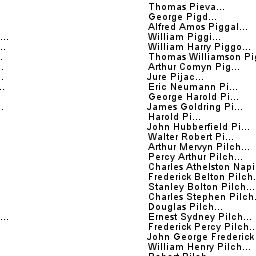 Thomas Pieva...
George Pigd...
Alfred Amos Piggal...
William Piggi...
William Harry Piggo...
Thomas Williamson Pig
Arthur Comyn Pig...
Jure Pijac...
Eric Neumann Pi...
George Harold Pi...
James Goldring Pi...
Harold Pi...
John Hubberfield Pi...
Walter Robert Pi...
Arthur Mervyn Pilch...
Percy Arthur Pilch...
Charles Athelston Napi
Frederick Belton Pilch.
Stanley Bolton Pilch...
Charles Stephen Pilch.
Douglas Pilch...
Ernest Sydney Pilch...
Frederick Percy Pilch...
John George Frederick
William Henry Pilch...
Robert Pilch